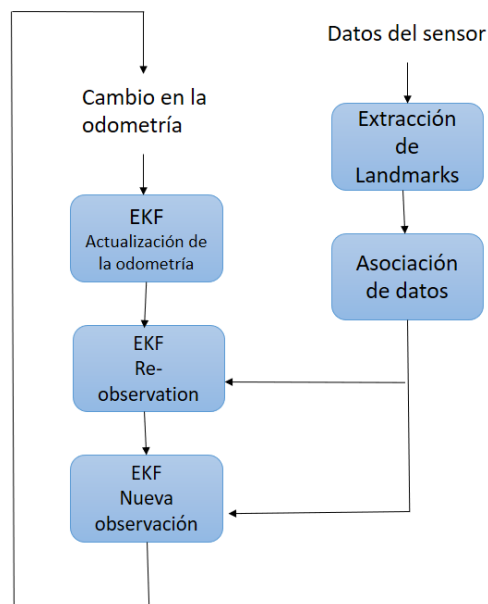 Datos del sensor
Cambio en la
odometría
Extracción
de
Landmarks
EKF
Actualización de
la odometría
Asociación
de datos
EKF
Re-
observation
EKF
Nueva
observación